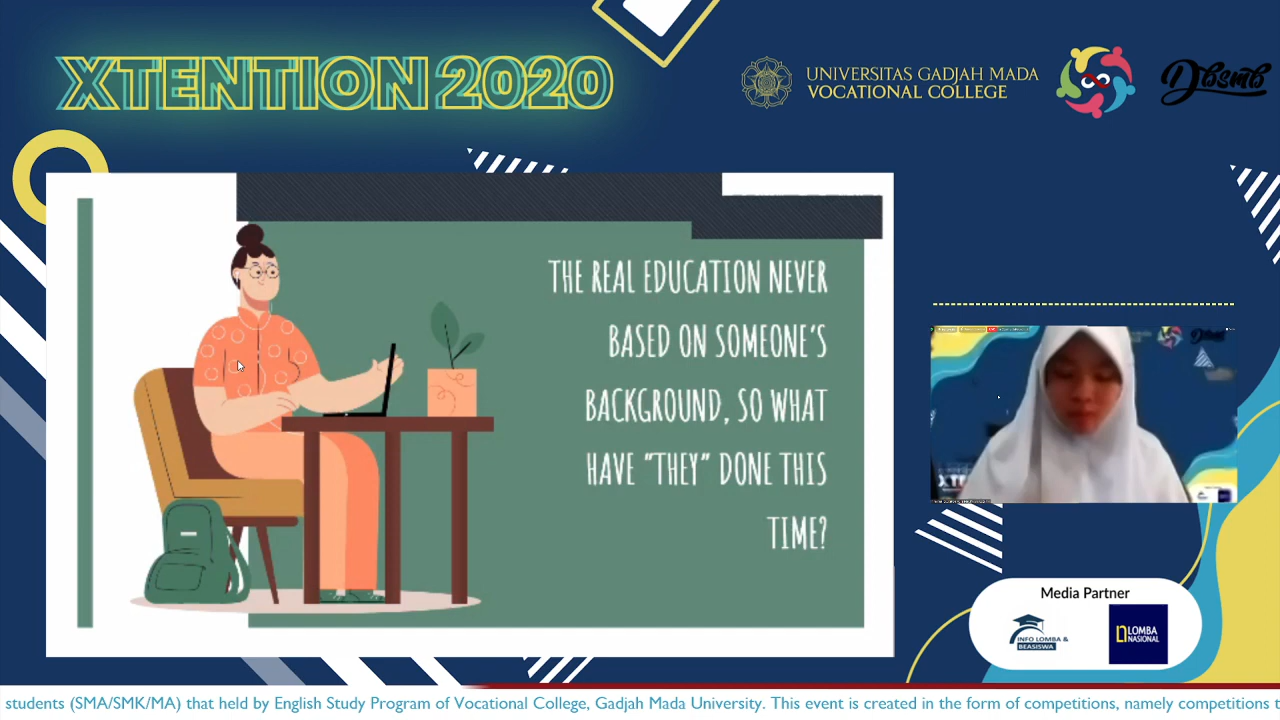 XTENTION 2020
UNIVERSITAS GADJAH MADA
VOCATIONAL COLLEGE
Dbsmb
THE REAL EDUCATION NEVER
BASED ON SOMEONE'S
BACKGROUND, SO WHAT
HAVE "THEY" DONE THIS
TIME?
Media Partner
INFO LOMBA &
BEASISWA
LOMBA
NASIONAL
students (SMA/SMK/MA) that held by English Study Program of Vocational College, Gadjah Mada University. This event is created in the form of competitions, namely competitions t